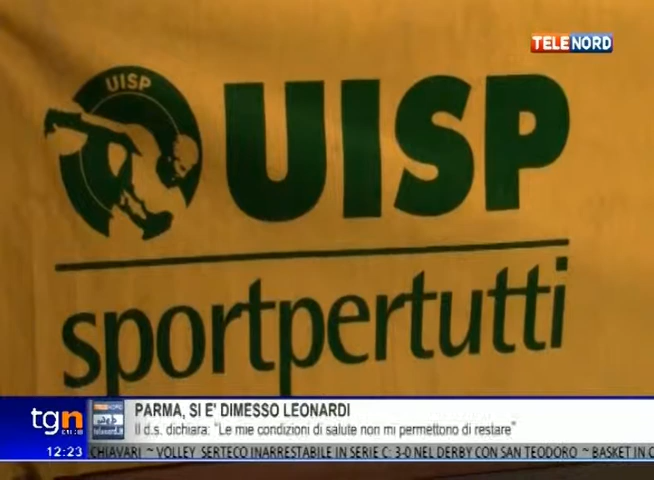 TELENORD
UISP
UISP
sportpertutti
tgn
TELENORD
PARMA, SI E' DIMESSO LEONARDI
Il d.s. dichiara: "Le mie condizioni di salute non mi permettono di restare"
12:23
CHIAVARI ~ VOLLEY SERTECO INARRESTABILE IN SERIE C: 3-0 NEL DERBY CON SAN TEODORO ~ BASKET IN C